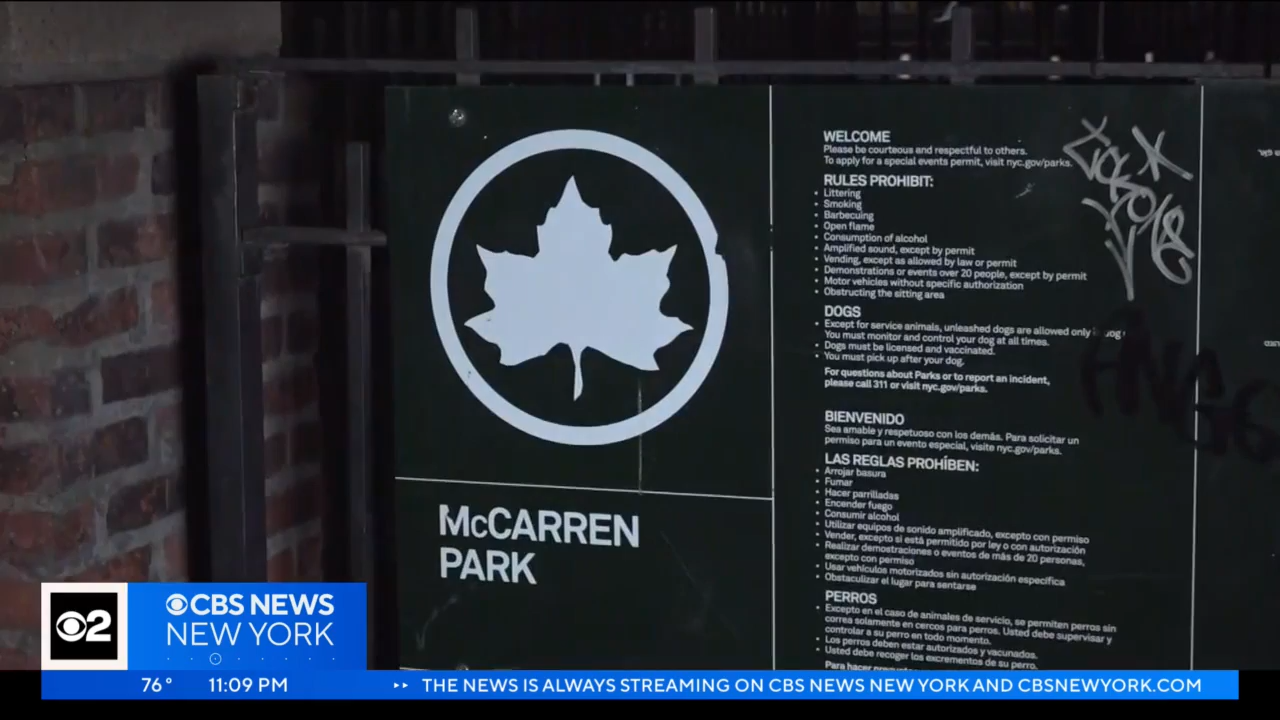 WELCOME
Please be courteous and respectful to others.
To apply for a special events permit, visit nyc.gov/parks.
RULES PROHIBIT:
• Littering
• Smoking
• Barbecuing
• Open flame
• Consumption of alcohol
• Amplified sound, except by permit
• Vending, except as allowed by law or permit
• Demonstrations or events over 20 people, except by permit
• Motor vehicles without specific authorization
• Obstructing the sitting area
DOGS
• Except for service animals, unleashed dogs are allowed only
You must monitor and control your dog at all times.
• Dogs must be licensed and vaccinated.
• You must pick up after your dog.
For questions about Parks or to report an incident,
please call 311 or visit nyc.gov/parks.
BIENVENIDO
Sea amable y respetuoso con los demás. Para solicitar un
permiso para un evento especial, visite nyc.gov/parks.
LAS REGLAS PROHÍBEN:
• Arrojar basura
• Fumar
• Hacer parrilladas
• Encender fuego
• Consumir alcohol
• Utilizar equipos de sonido amplificado, excepto con permiso
• Vender, excepto si está permitido por ley o con autorización
• Realizar demostraciones o eventos de más de 20 personas,
excepto con permiso
• Usar vehículos motorizados sin autorización específica
• Obstaculizar el lugar para sentarse
PERROS
• Excepto en el caso de animales de servicio, se permiten perros sin
correa solamente en cercos para perros. Usted debe supervisar y
controlar a su perro en todo momento.
• Los perros deben estar autorizados y vacunados.
• Usted debe recoger los excrementos de su perro.
Para hacer
McCARREN
PARK
2
CBS NEWS
NEW YORK
76° 11:09 PM
THE NEWS IS ALWAYS STREAMING ON CBS NEWS NEW YORK AND CBSNEWYORK.COM